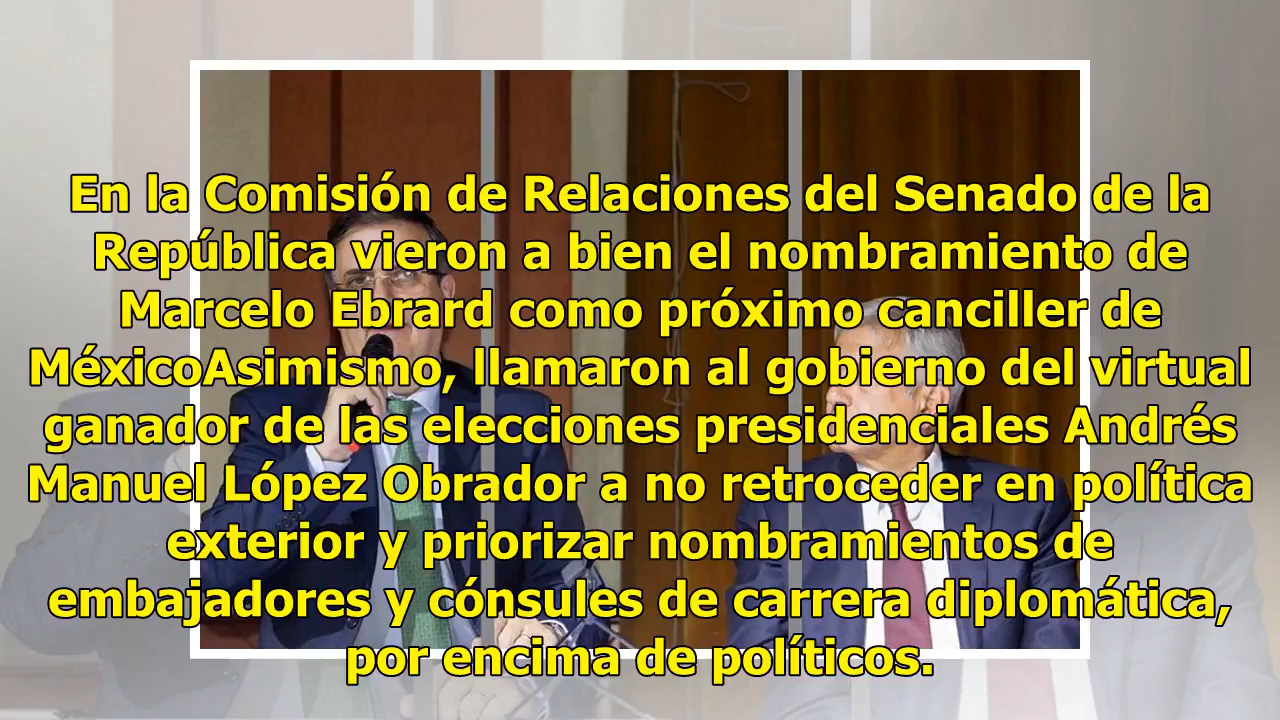 En la Comisión de Relaciones del Senado de la
República vieron a bien el nombramiento de
Marcelo Ebrard como próximo canciller de
MéxicoAsimismo, llamaron al gobierno del virtual
ganador de las elecciones presidenciales Andrés
Manuel López Obrador a no retroceder en política
exterior y priorizar nombramientos de
embajadores y cónsules de carrera diplomática,
por encima de políticos.